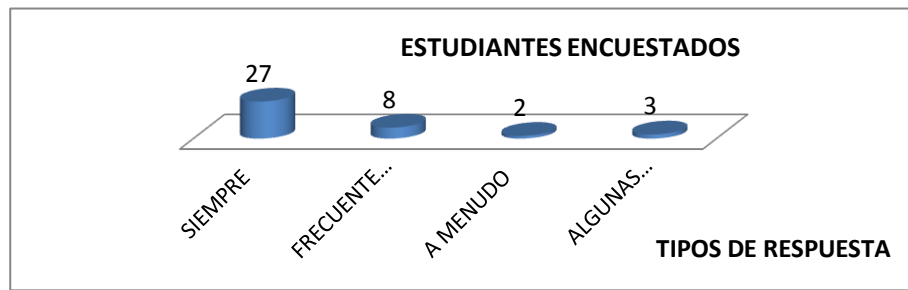 ESTUDIANTES ENCUESTADOS
27
8
2
3
SIEMPRE
FRECUENTE...
A MENUDO
ALGUNAS...
TIPOS DE RESPUESTA